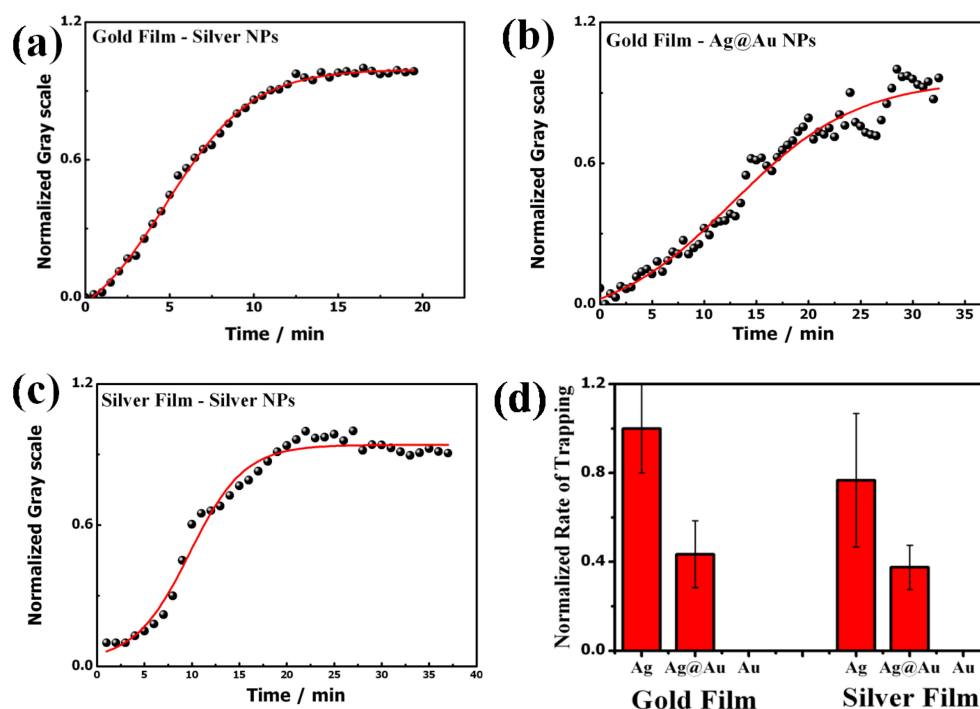 (a)
Gold Film - Silver NPs
Normalized Gray scale
1.2
0.6
0.0
0
5
10
15
20
Time / min
(b)
Gold Film - Ag@Au NPs
Normalized Gray scale
1.2
0.6
0.0
0
5
10
15
20
25
30
35
Time / min
(c)
Silver Film - Silver NPs
Normalized Gray scale
1.2
0.6
0.0
0
5
10
15
20
25
30
35
40
Time / min
(d)
Normalized Rate of Trapping
1.2
0.8
0.4
0.0
Ag
Ag@Au
Au
Ag
Ag@Au
Au
Gold Film
Silver Film